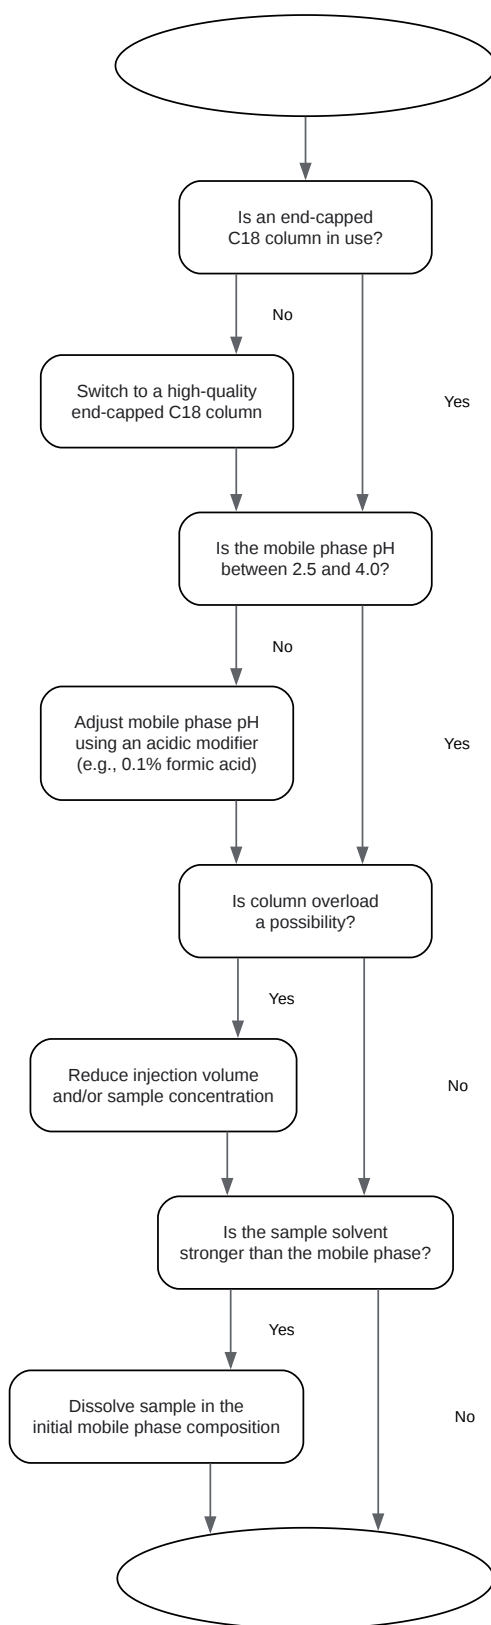 Is an end-capped
C18 column in use?
No
Switch to a high-quality
end-capped C18 column
Yes
Is the mobile phase pH
between 2.5 and 4.0?
No
Adjust mobile phase pH
using an acidic modifier
(e.g., 0.1% formic acid)
Yes
Is column overload
a possibility?
Yes
Reduce injection volume
and/or sample concentration
No
Is the sample solvent
stronger than the mobile phase?
Yes
Dissolve sample in the
initial mobile phase composition
No